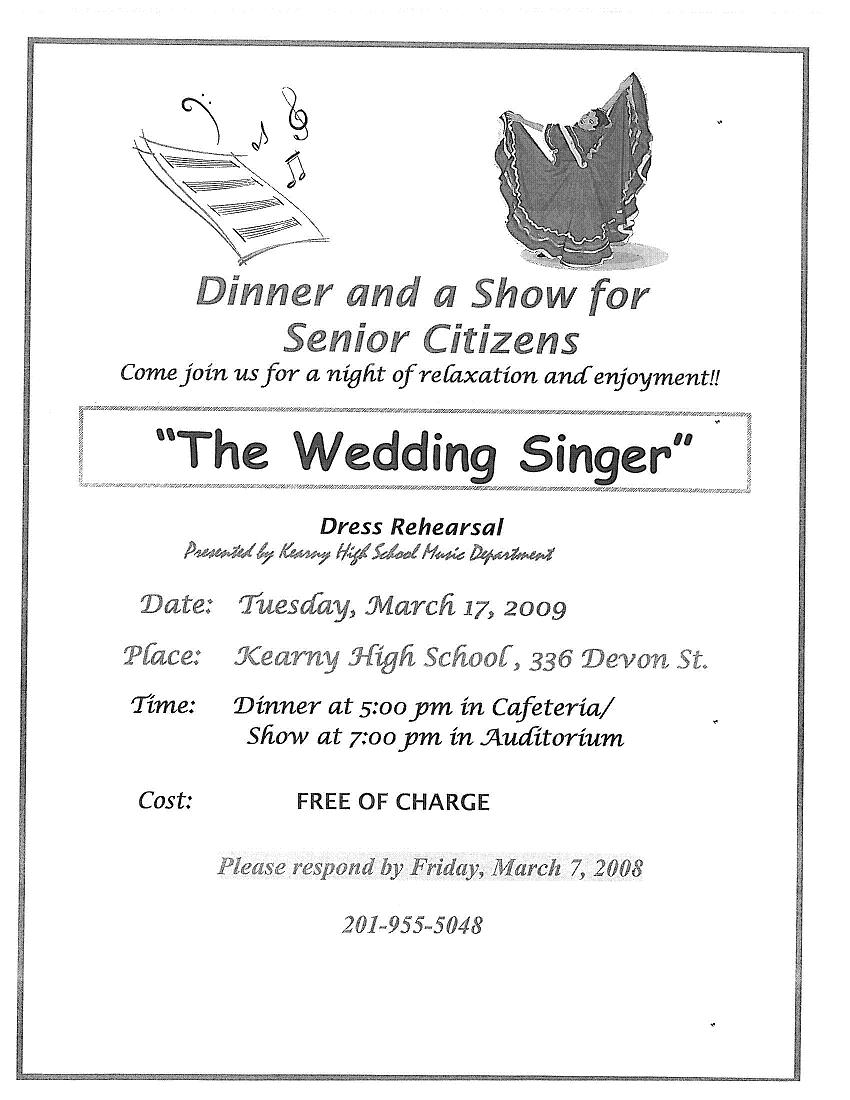 Dinner and a Show for
Senior Citizens
Come join us for a night of relaxation and enjoyment!!
"The Wedding Singer"
Dress Rehearsal
Presented by Kearny High School Music Department
Date: Tuesday, March 17, 2009
Place: Kearny High School, 336 Devon St.
Time: Dinner at 5:00 pm in Cafeteria/
Show at 7:00 pm in Auditorium
Cost: FREE OF CHARGE
Please respond by Friday, March 7, 2008
201-955-5048